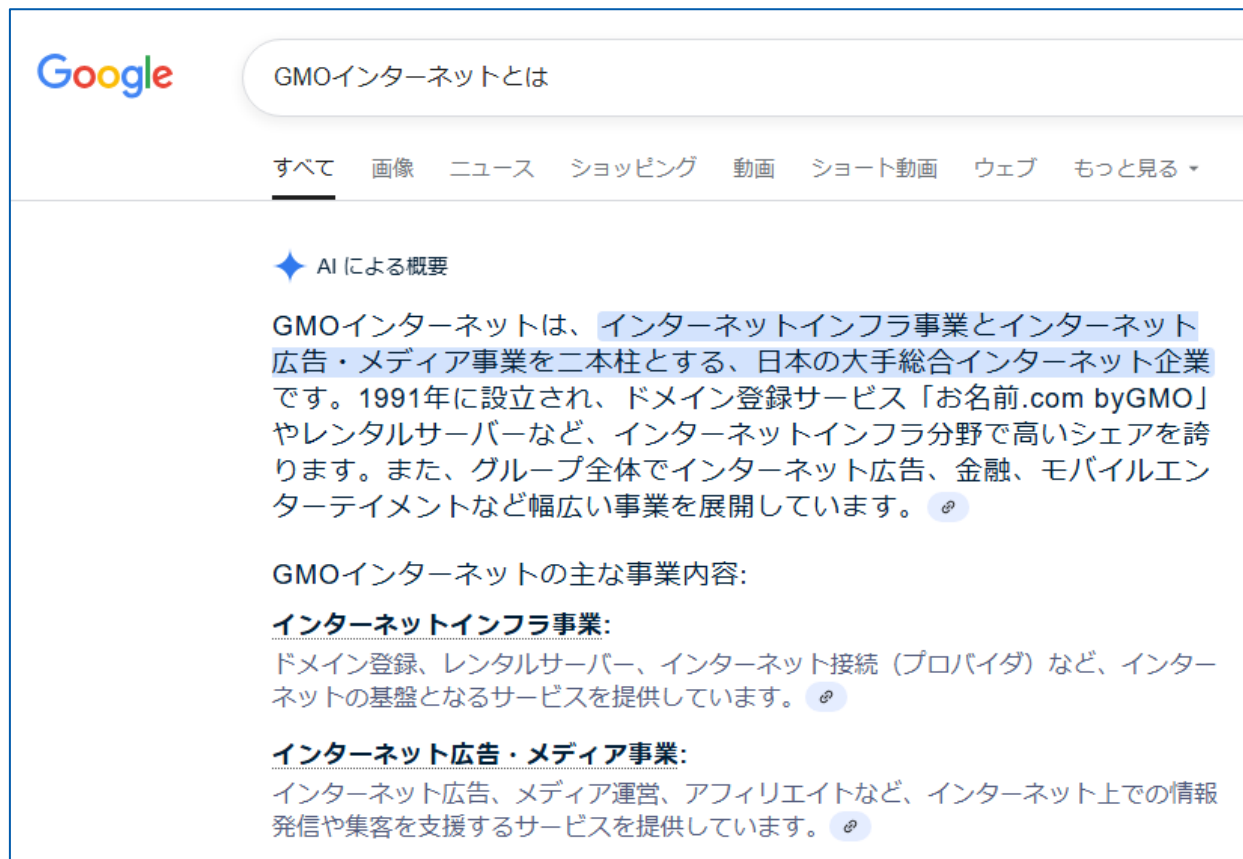 Google
GMOインターネットとは
すべて 画像 ニュース ショッピング 動画 ショート動画 ウェブ もっと見る
AI による概要
GMOインターネットは、インターネットインフラ事業とインターネット
広告・メディア事業を二本柱とする、日本の大手総合インターネット企業
です。1991年に設立され、ドメイン登録サービス「お名前.com byGMO」
やレンタルサーバーなど、インターネットインフラ分野で高いシェアを誇
ります。また、グループ全体でインターネット広告、金融、モバイルエン
ターテイメントなど幅広い事業を展開しています。
GMOインターネットの主な事業内容:
インターネットインフラ事業:
ドメイン登録、レンタルサーバー、インターネット接続（プロバイダ）など、インター
ネットの基盤となるサービスを提供しています。
インターネット広告・メディア事業:
インターネット広告、メディア運営、アフィリエイトなど、インターネット上での情報
発信や集客を支援するサービスを提供しています。